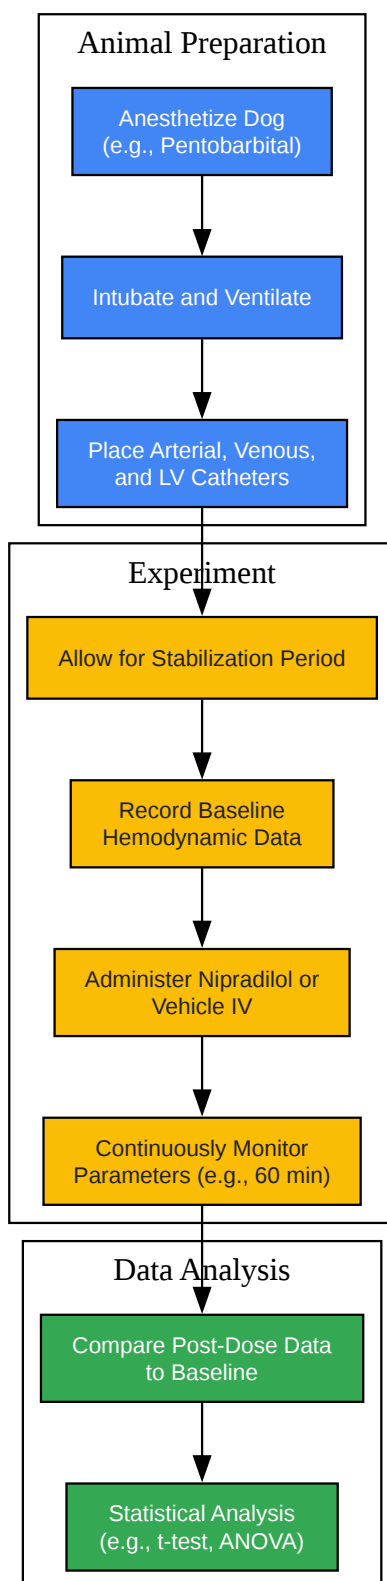 Animal Preparation
Anesthetize Dog
(e.g., Pentobarbital)
Intubate and Ventilate
Place Arterial, Venous,
and LV Catheters
Experiment
Allow for Stabilization Period
Record Baseline
Hemodynamic Data
Administer Nipradilol or
Vehicle IV
Continuously Monitor
Parameters (e.g., 60 min)
Data Analysis
Compare Post-Dose Data
to Baseline
Statistical Analysis
(e.g., t-test, ANOVA)